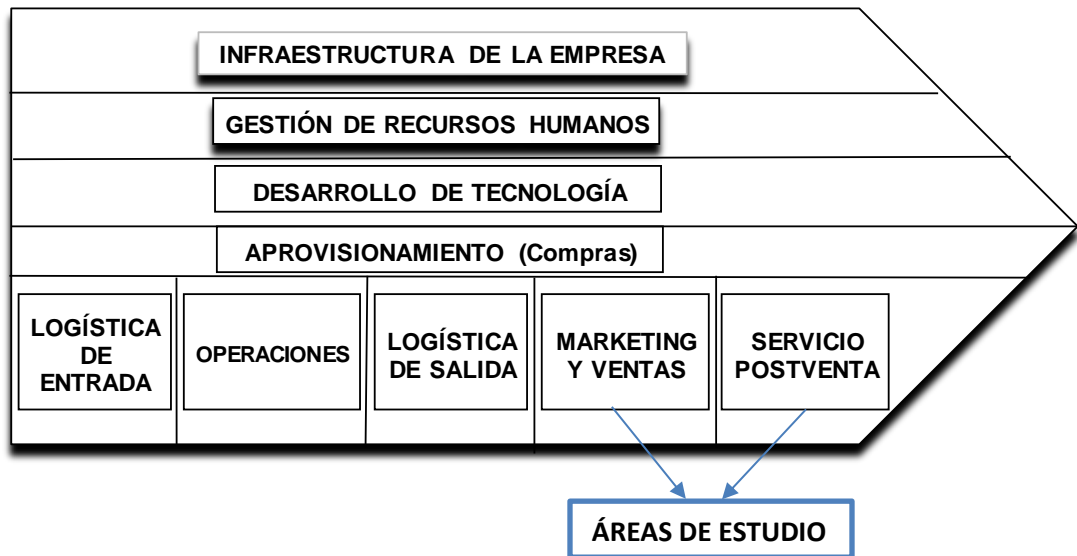 INFRAESTRUCTURA DE LA EMPRESA
GESTIÓN DE RECURSOS HUMANOS
DESARROLLO DE TECNOLOGÍA
APROVISIONAMIENTO (Compras)
LOGÍSTICA
DE
ENTRADA
OPERACIONES
LOGÍSTICA
DE SALIDA
MARKETING
Y VENTAS
SERVICIO
POSTVENTA
ÁREAS DE ESTUDIO